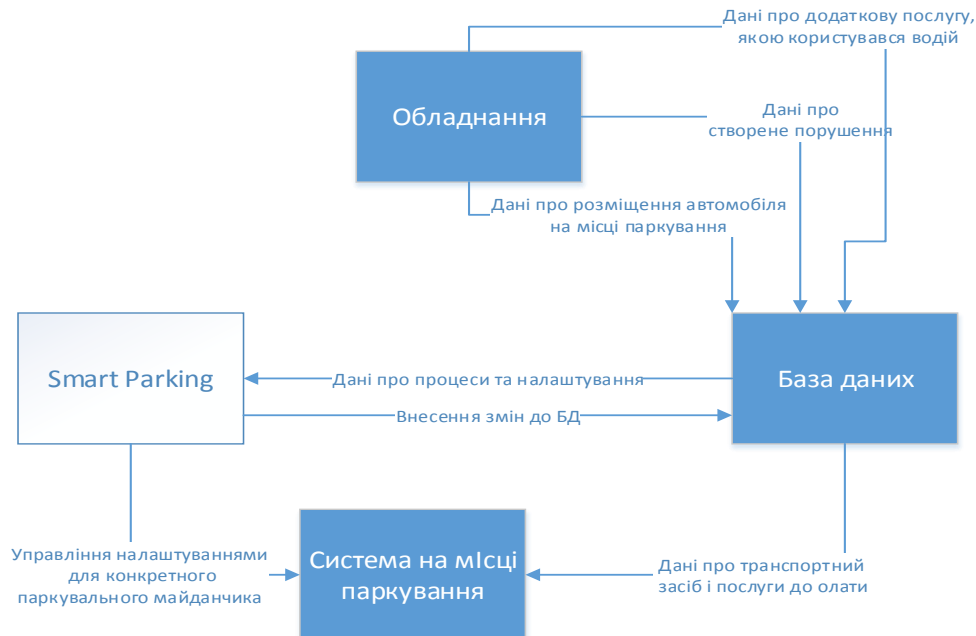 Дані про додаткову послугу,
якою користувався водій
Обладнання
Дані про
створене порушення
Дані про розміщення автомобіля
на місці паркування
Smart Parking
Дані про процеси та налаштування
База даних
Внесення змін до БД
Управління налаштуваннями
для конкретного
паркувального майданчика
Система на мІсці
паркування
Дані про транспортний
засіб і послуги до олати